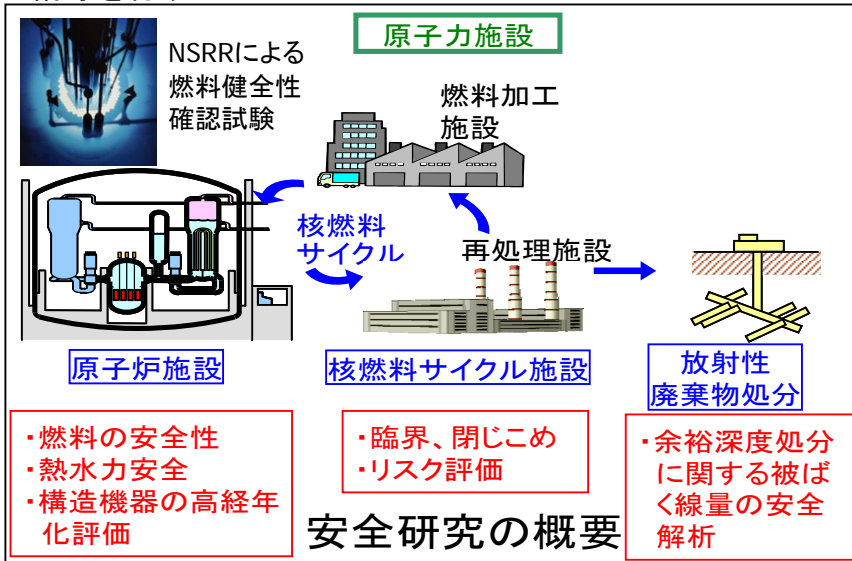 原子力施設
NSRRによる
燃料健全性
確認試験
燃料加工
施設
核燃料
サイクル
再処理施設
原子炉施設
核燃料サイクル施設
放射性
廃棄物処分
・燃料の安全性
・熱水力安全
・構造機器の高経年
化評価
・臨界、閉じこめ
・リスク評価
・余裕深度処分
に関する被ば
く線量の安全
解析
安全研究の概要